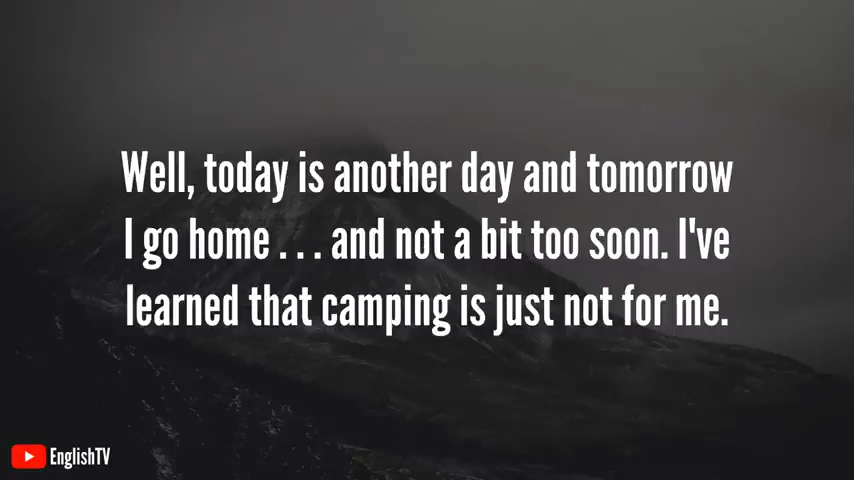 Well, today is another day and tomorrow
I go home . . . and not a bit too soon. I've
learned that camping is just not for me.
EnglishTV